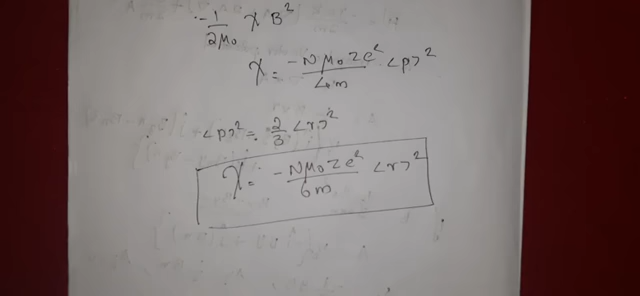 -1/2μ₀ χ B²
χ = -Nμ₀ze²/4m <ρ>²
<ρ>² = 2/3 <r>²
χ = -Nμ₀ze²/6m <r>²